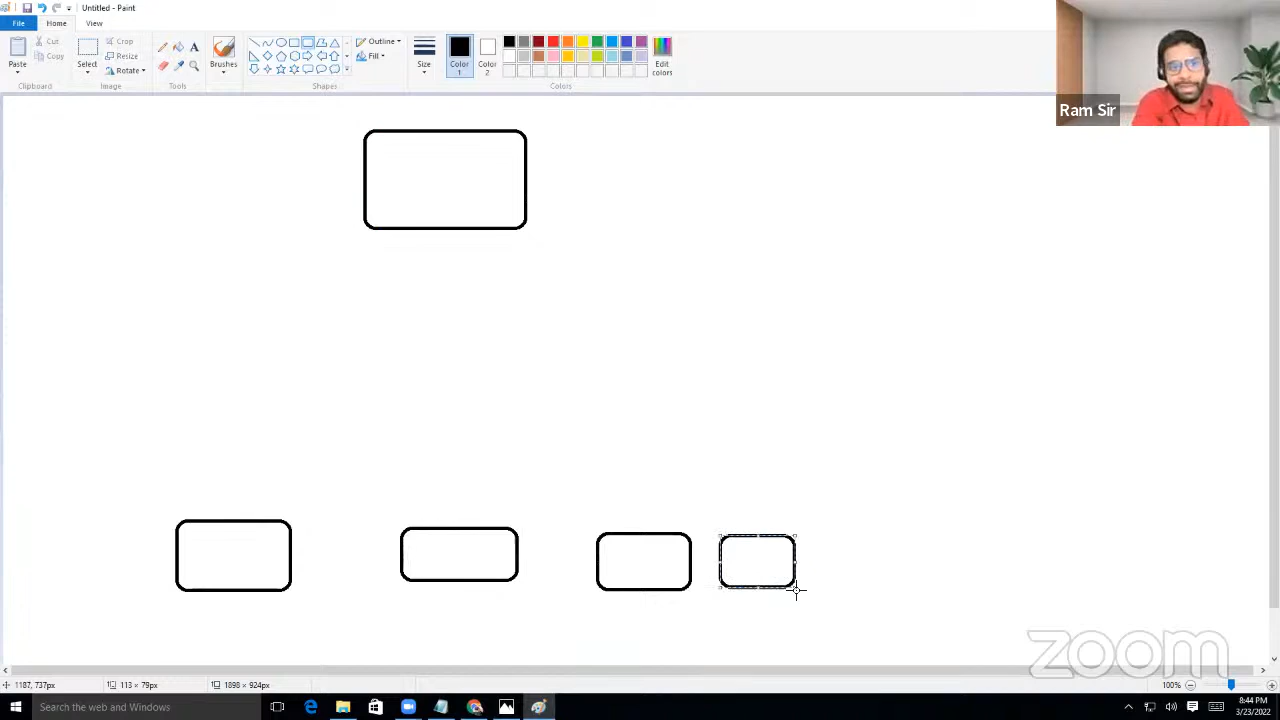 Untitled - Paint
File Home View
Paste
Cut
Copy
Clipboard
Select
Crop
Resize
Rotate
Image
A
Tools
Brushes
Outline
Fill
Shapes
Size
Color 1
Color 2
Colors
Edit colors
Ram Sir
zoom
1187, 737px
113 × 79px
1898 × 924px
100%
Search the web and Windows
8:44 PM
3/23/2022